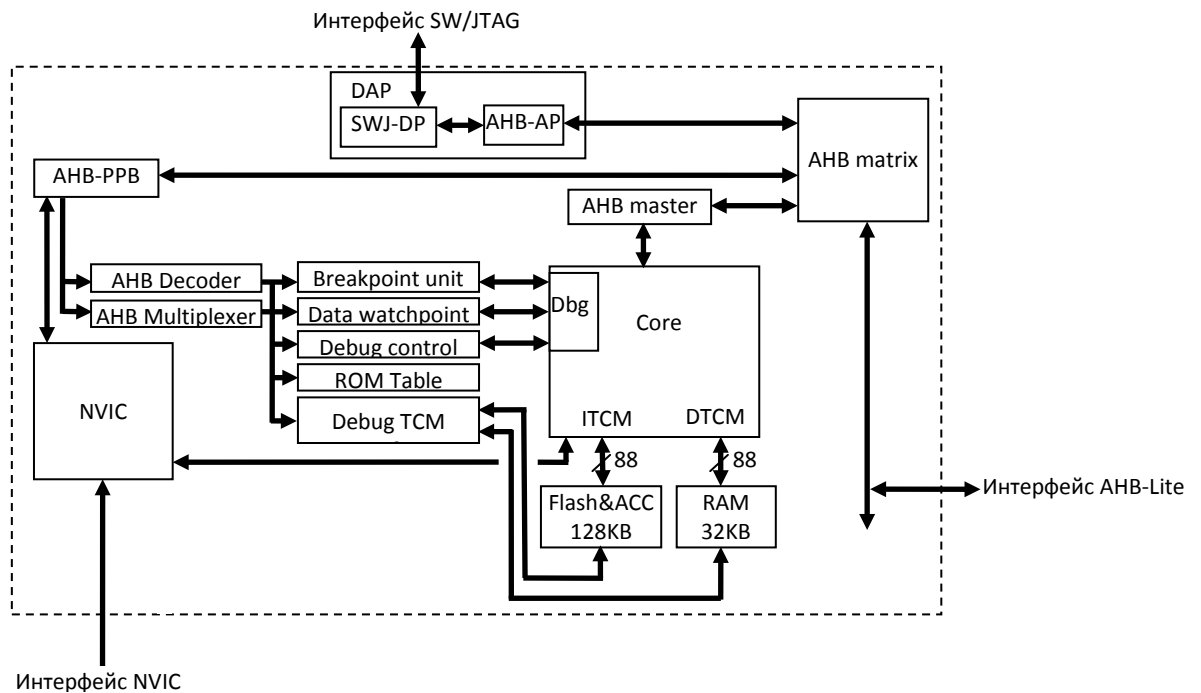 Интерфейс SW/JTAG
DAP
SWJ-DP
AHB-AP
AHB matrix
AHB-PPB
AHB master
AHB Decoder
Breakpoint unit
Dbg
Core
AHB Multiplexer
Data watchpoint
Debug control
ROM Table
NVIC
Debug TCM
ITCM
DTCM
88
88
Flash&ACC
128KB
RAM
32KB
Интерфейс AHB-Lite
Интерфейс NVIC